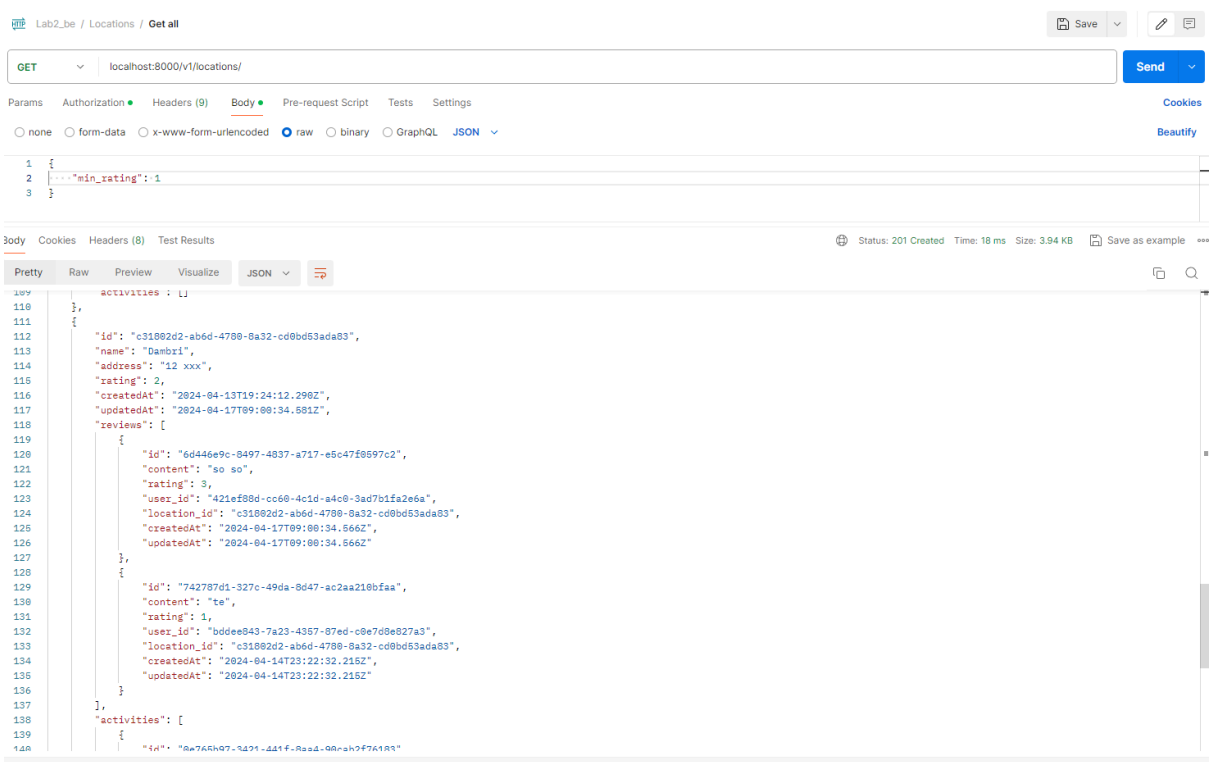 HTTP Lab2_be / Locations / Get all Save
GET localhost:8000/v1/locations/ Send
Params Authorization Headers (9) Body Pre-request Script Tests Settings Cookies
none form-data x-www-form-urlencoded raw binary GraphQL JSON Beautify
1 {
2 "min_rating": 1
3 }
Body Cookies Headers (8) Test Results Status: 201 Created Time: 18 ms Size: 3.94 KB Save as example
Pretty Raw Preview Visualize JSON
109 "activities": []
110 },
111 {
112 "id": "c31802d2-ab6d-4780-8a32-cd0bd53ada83",
113 "name": "Dambri",
114 "address": "12 xxx",
115 "rating": 2,
116 "createdAt": "2024-04-13T19:24:12.290Z",
117 "updatedAt": "2024-04-17T09:00:34.581Z",
118 "reviews": [
119 {
120 "id": "6d446e9c-8497-4837-a717-e5c47f0597c2",
121 "content": "so so",
122 "rating": 3,
123 "user_id": "421ef88d-cc60-4c1d-a4c0-3ad7b1fa2e6a",
124 "location_id": "c31802d2-ab6d-4780-8a32-cd0bd53ada83",
125 "createdAt": "2024-04-17T09:00:34.566Z",
126 "updatedAt": "2024-04-17T09:00:34.566Z"
127 },
128 {
129 "id": "742787d1-327c-49da-8d47-ac2aa210bfaa",
130 "content": "te",
131 "rating": 1,
132 "user_id": "bddee843-7a23-4357-87ed-c0e7d8e827a3",
133 "location_id": "c31802d2-ab6d-4780-8a32-cd0bd53ada83",
134 "createdAt": "2024-04-14T23:22:32.215Z",
135 "updatedAt": "2024-04-14T23:22:32.215Z"
136 }
137 ],
138 "activities": [
139 {
140 "id": "0e765b97-3421-441f-8aa4-90cab2f76183"